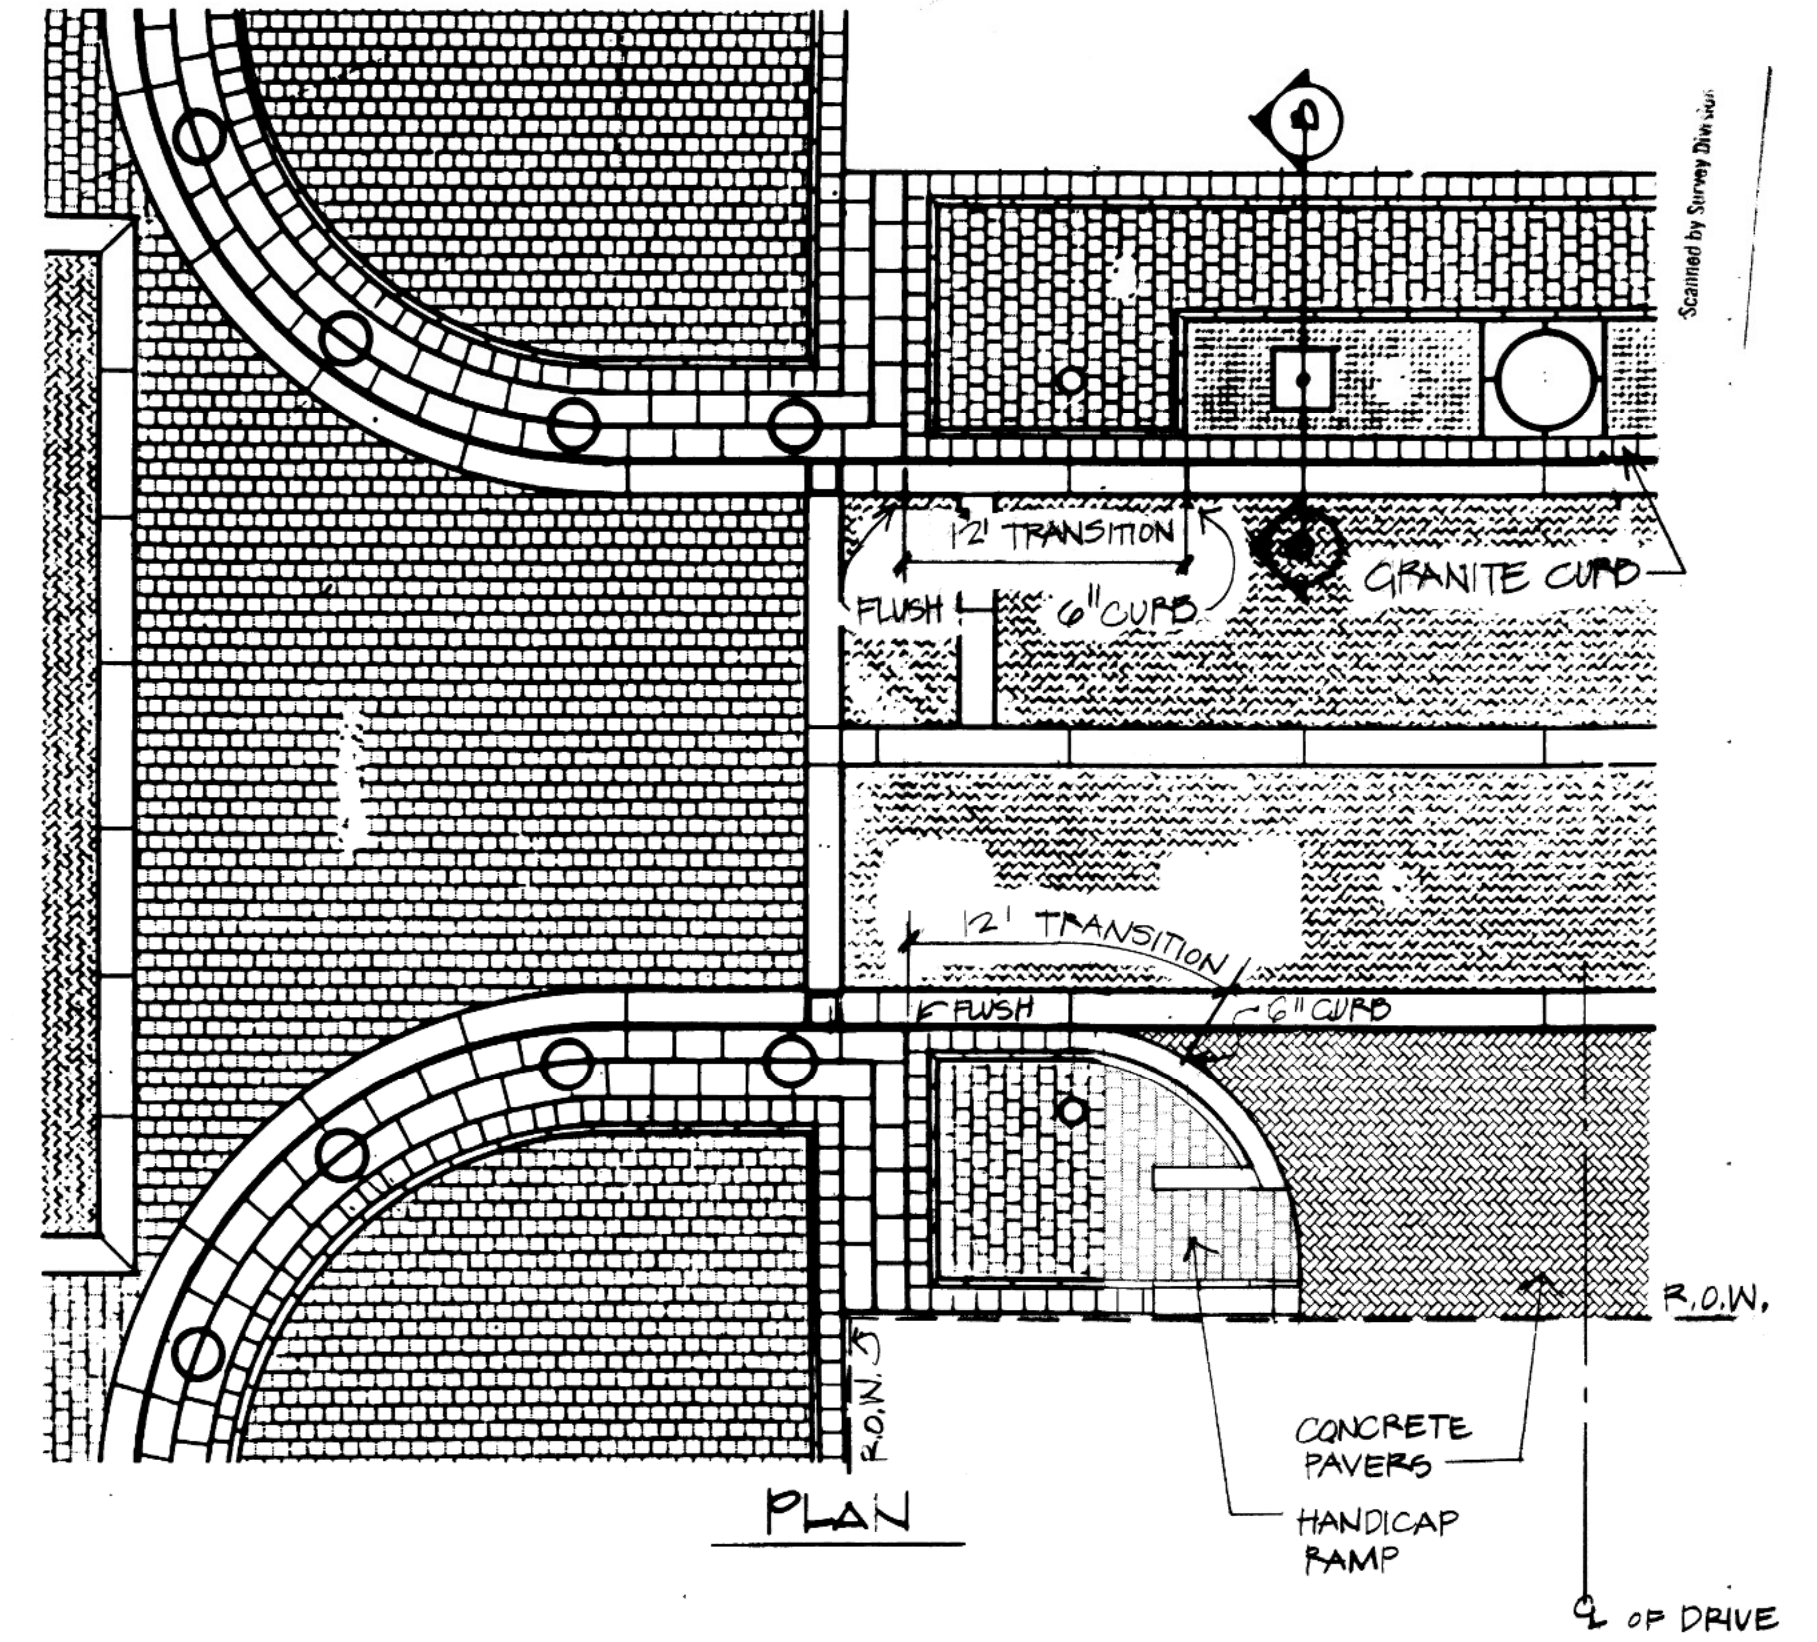 D
Scanned by Survey Division
12' TRANSITION
GRANITE CURB
FLUSH
6" CURB
12' TRANSITION
FLUSH
6" CURB
R.O.W.
R.O.W.
CONCRETE
PAVERS
PLAN
HANDICAP
RAMP
℄ OF DRIVE